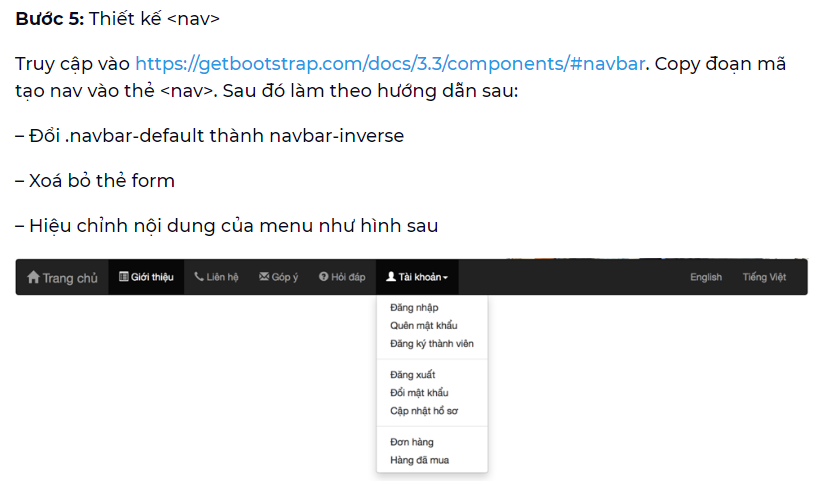 Bước 5: Thiết kế <nav>
Truy cập vào https://getbootstrap.com/docs/3.3/components/#navbar. Copy đoạn mã
tạo nav vào thẻ <nav>. Sau đó làm theo hướng dẫn sau:
– Đổi .navbar-default thành navbar-inverse
– Xoá bỏ thẻ form
– Hiệu chỉnh nội dung của menu như hình sau
Trang chủ Giới thiệu Liên hệ Góp ý Hỏi đáp Tài khoản English Tiếng Việt
Đăng nhập
Quên mật khẩu
Đăng ký thành viên
Đăng xuất
Đổi mật khẩu
Cập nhật hồ sơ
Đơn hàng
Hàng đã mua